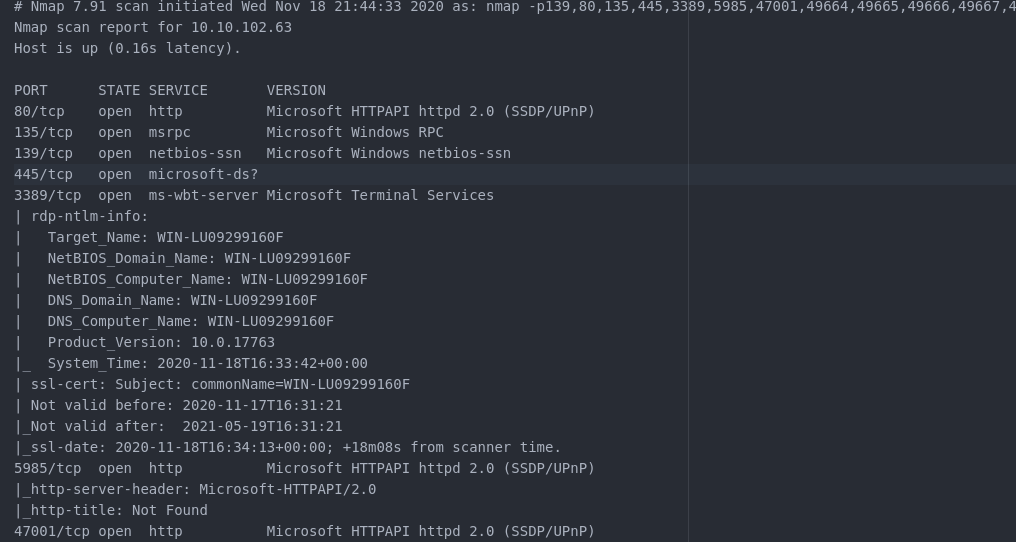 # Nmap 7.91 scan initiated Wed Nov 18 21:44:33 2020 as: nmap -p139,80,135,445,3389,5985,47001,49664,49665,49666,49667,4
Nmap scan report for 10.10.102.63
Host is up (0.16s latency).
PORT      STATE SERVICE       VERSION
80/tcp    open  http          Microsoft HTTPAPI httpd 2.0 (SSDP/UPnP)
135/tcp   open  msrpc         Microsoft Windows RPC
139/tcp   open  netbios-ssn   Microsoft Windows netbios-ssn
445/tcp   open  microsoft-ds?
3389/tcp  open  ms-wbt-server Microsoft Terminal Services
| rdp-ntlm-info:
|   Target_Name: WIN-LU09299160F
|   NetBIOS_Domain_Name: WIN-LU09299160F
|   NetBIOS_Computer_Name: WIN-LU09299160F
|   DNS_Domain_Name: WIN-LU09299160F
|   DNS_Computer_Name: WIN-LU09299160F
|   Product_Version: 10.0.17763
|_  System_Time: 2020-11-18T16:33:42+00:00
| ssl-cert: Subject: commonName=WIN-LU09299160F
| Not valid before: 2020-11-17T16:31:21
|_Not valid after:  2021-05-19T16:31:21
|_ssl-date: 2020-11-18T16:34:13+00:00; +18m08s from scanner time.
5985/tcp  open  http          Microsoft HTTPAPI httpd 2.0 (SSDP/UPnP)
|_http-server-header: Microsoft-HTTPAPI/2.0
|_http-title: Not Found
47001/tcp open  http          Microsoft HTTPAPI httpd 2.0 (SSDP/UPnP)